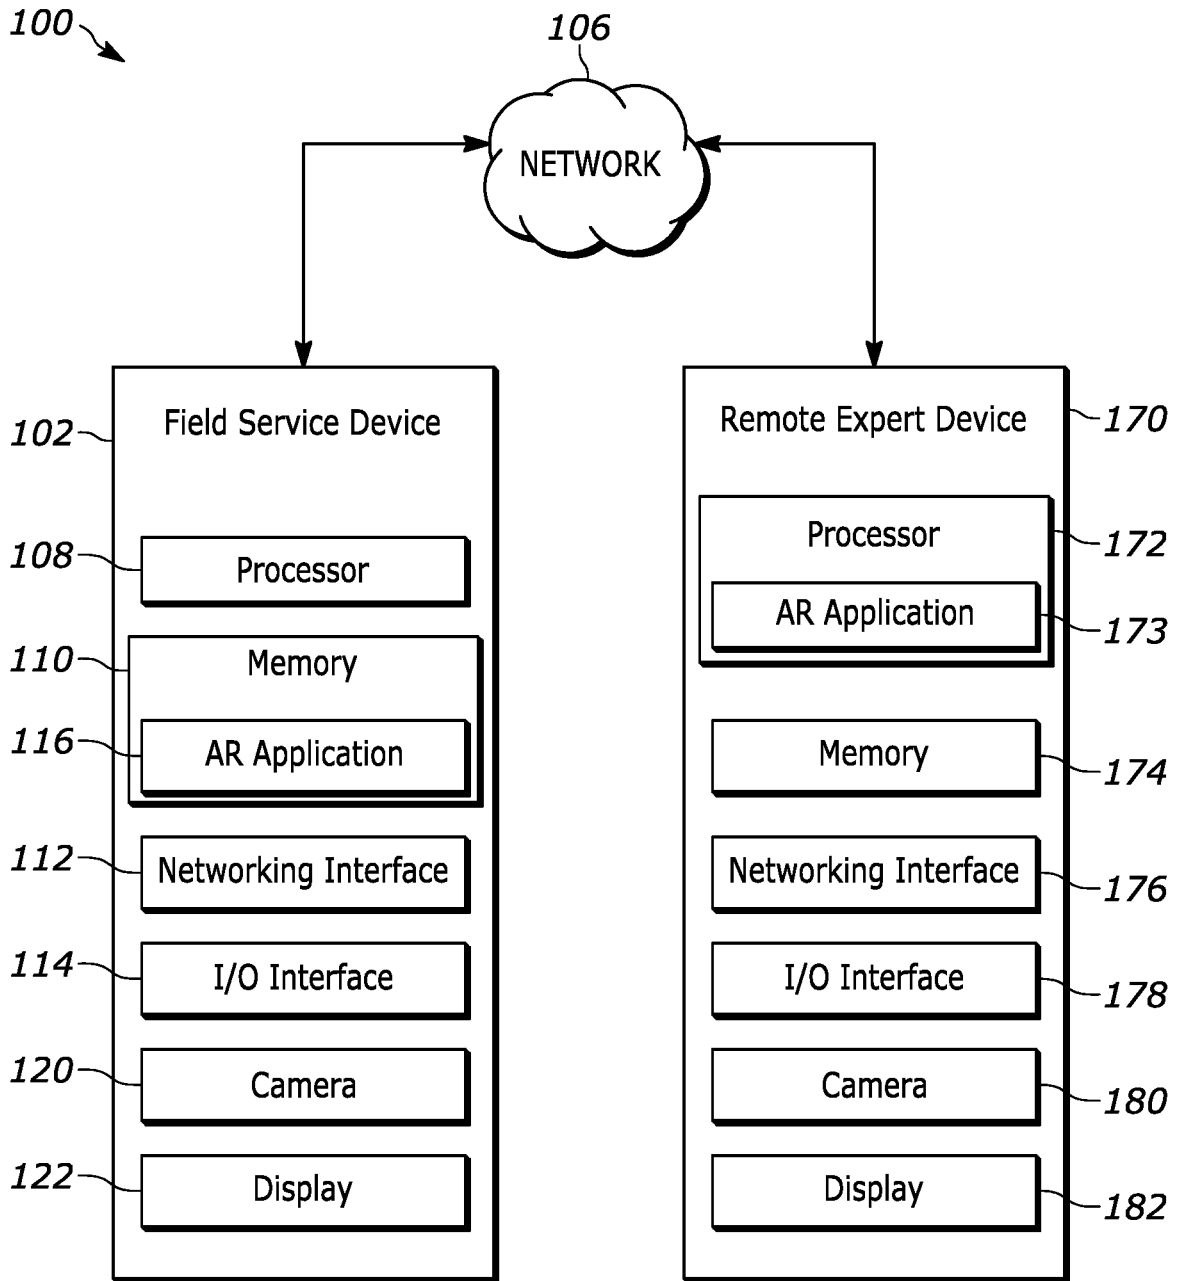 100
106
NETWORK
102
Field Service Device
108
Processor
110
Memory
116
AR Application
112
Networking Interface
114
I/O Interface
120
Camera
122
Display
Remote Expert Device
170
Processor
172
AR Application
173
Memory
174
Networking Interface
176
I/O Interface
178
Camera
180
Display
182